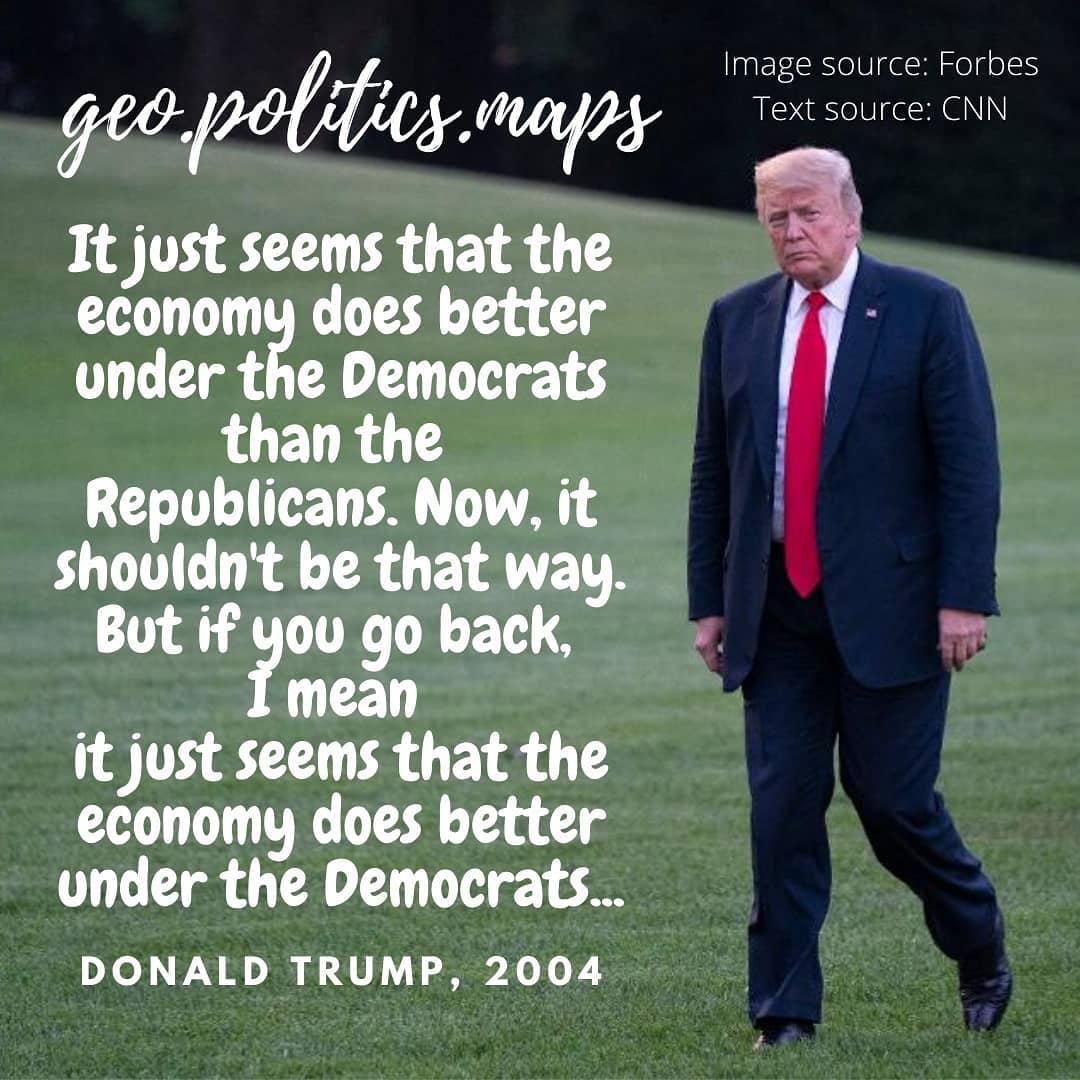 geo.politics.maps
Image source: Forbes
Text source: CNN
It just seems that the
economy does better
under the Democrats
than the
Republicans. Now, it
shouldn't be that way.
But if you go back,
I mean
it just seems that the
economy does better
under the Democrats...
DONALD TRUMP, 2004